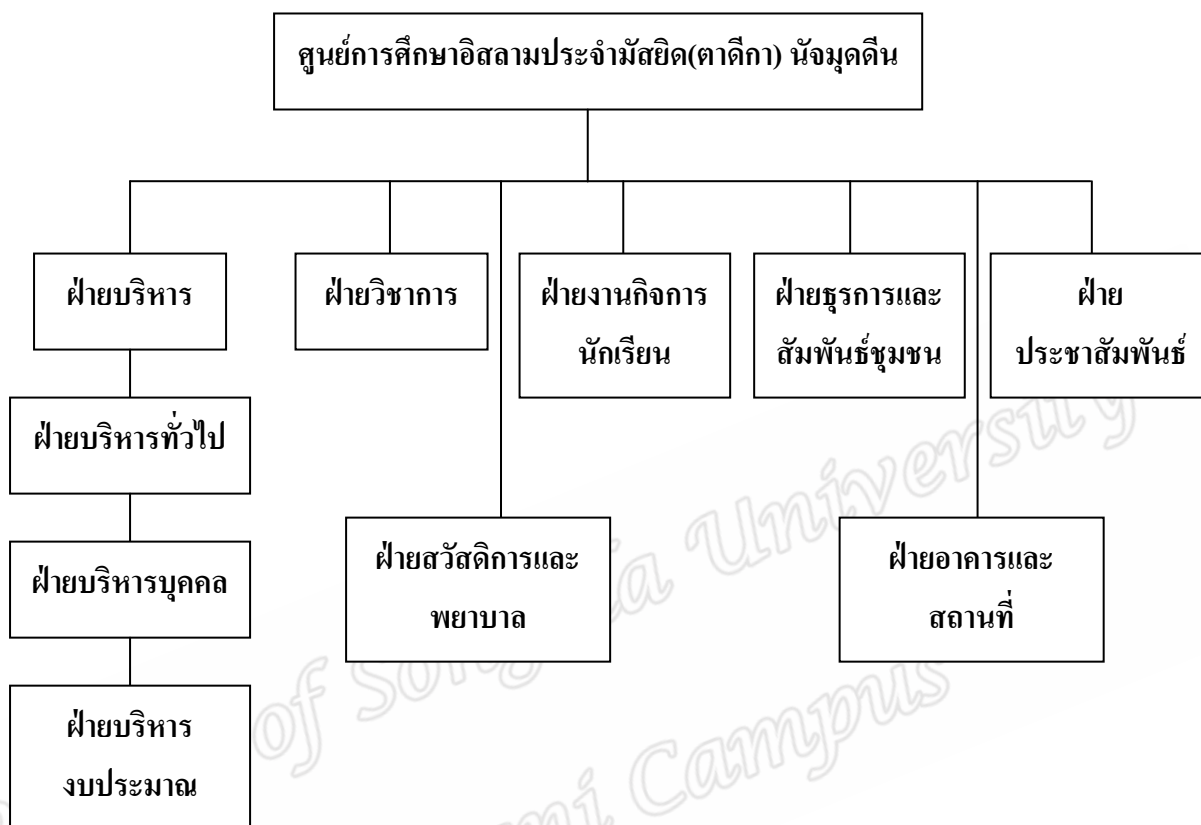 ศูนย์การศึกษาอิสลามประจำมัสยิด(ตาดีกา) นัจมุดดีน
ฝ่ายบริหาร
ฝ่ายวิชาการ
ฝ่ายงานกิจการ
นักเรียน
ฝ่ายธุรการและ
สัมพันธ์ชุมชน
ฝ่าย
ประชาสัมพันธ์
ฝ่ายบริหารทั่วไป
ฝ่ายบริหารบุคคล
ฝ่ายสวัสดิการและ
พยาบาล
ฝ่ายอาคารและ
สถานที่
ฝ่ายบริหาร
งบประมาณ
of Songkla University
Campus